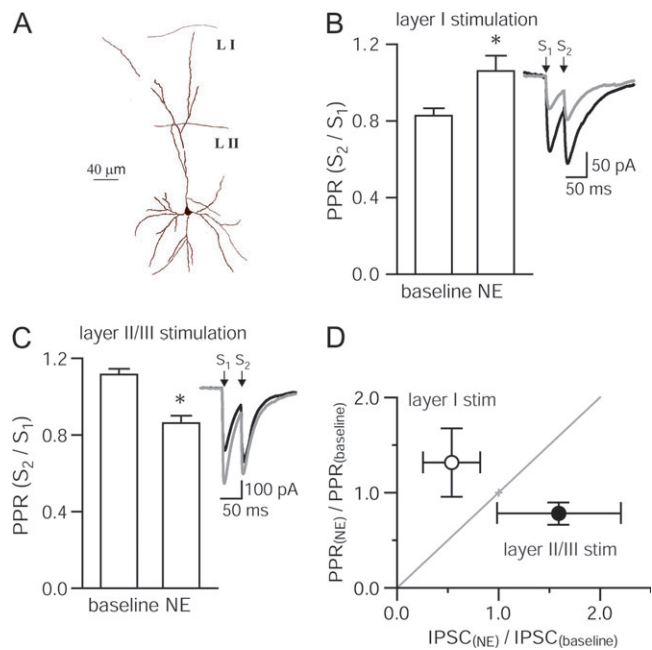 A
L I
L II
40 μm
B
layer I stimulation
PPR (S2 / S1)
1.2
0.8
0.4
0.0
*
baseline NE
S1 S2
50 pA
50 ms
C
layer II/III stimulation
PPR (S2 / S1)
1.2
0.8
0.4
0.0
*
baseline NE
S1 S2
100 pA
50 ms
D
PPR(NE) / PPR(baseline)
2.0
1.0
0.0
layer I stim
layer II/III stim
0.0 1.0 2.0
IPSC(NE) / IPSC(baseline)